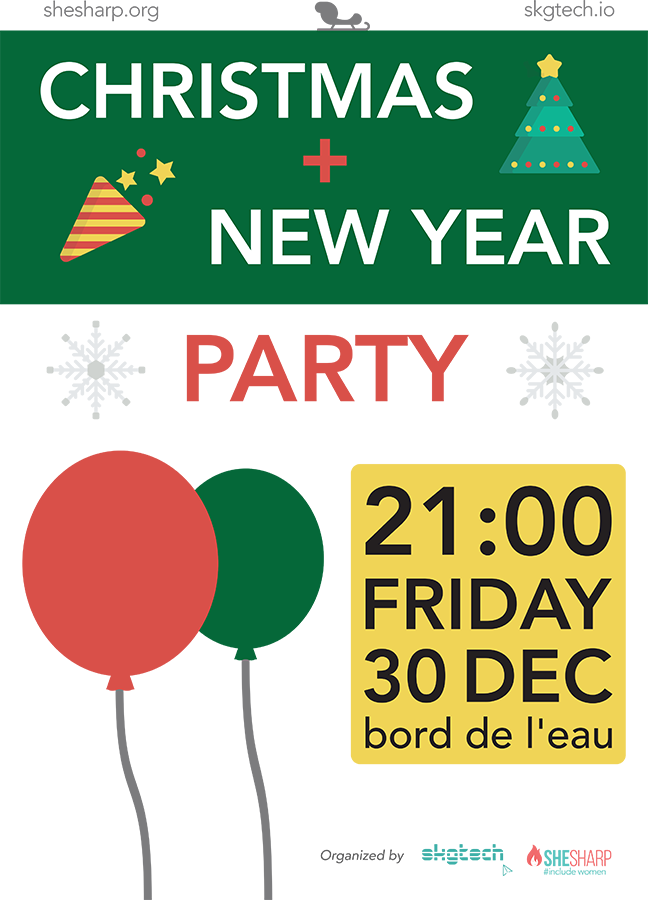 shesharp.org
skgtech.io
CHRISTMAS
+
NEW YEAR
PARTY
21:00
FRIDAY
30 DEC
bord de l'eau
Organized by
skgtech
SHESHARP
#include women